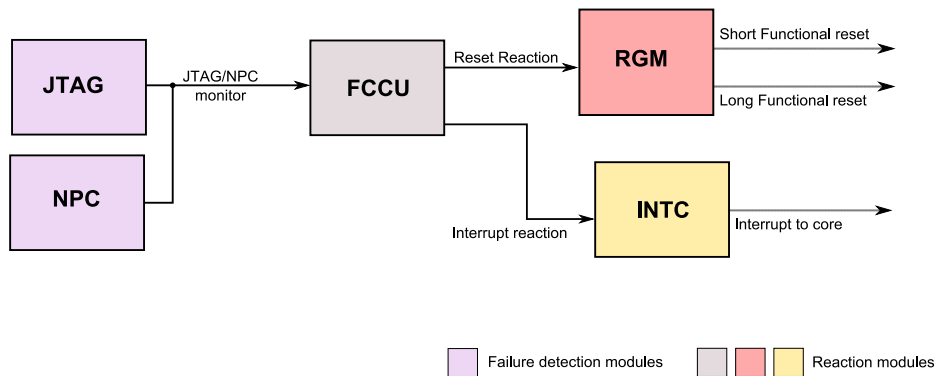 Short Functional reset
JTAG
JTAG/NPC
monitor
FCCU
Reset Reaction
RGM
Long Functional reset
NPC
Interrupt reaction
INTC
Interrupt to core
Failure detection modules
Reaction modules